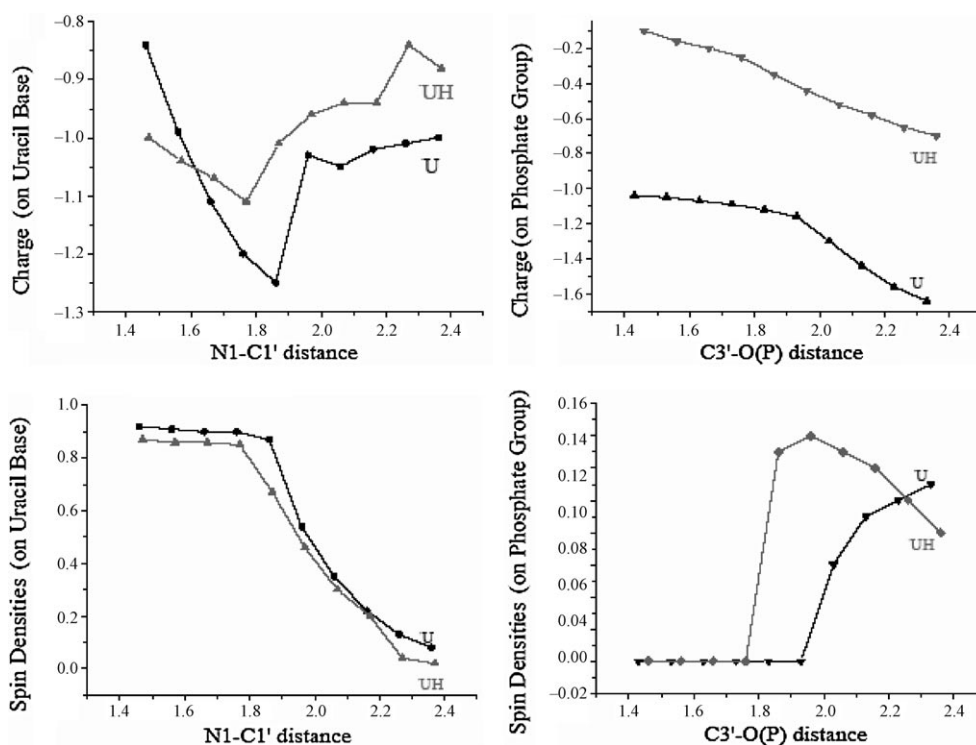 −0.8
−0.9
−1.0
−1.1
−1.2
−1.3
Charge (on Uracil Base)
UH
U
1.4 1.6 1.8 2.0 2.2 2.4
N1-C1' distance
−0.2
−0.4
−0.6
−0.8
−1.0
−1.2
−1.4
−1.6
Charge (on Phosphate Group)
UH
U
1.4 1.6 1.8 2.0 2.2 2.4
C3'-O(P) distance
1.0
0.8
0.6
0.4
0.2
0.0
Spin Densities (on Uracil Base)
U
UH
1.4 1.6 1.8 2.0 2.2 2.4
N1-C1' distance
0.16
0.14
0.12
0.10
0.08
0.06
0.04
0.02
0.00
−0.02
Spin Densities (on Phosphate Group)
U
UH
1.4 1.6 1.8 2.0 2.2 2.4
C3'-O(P) distance